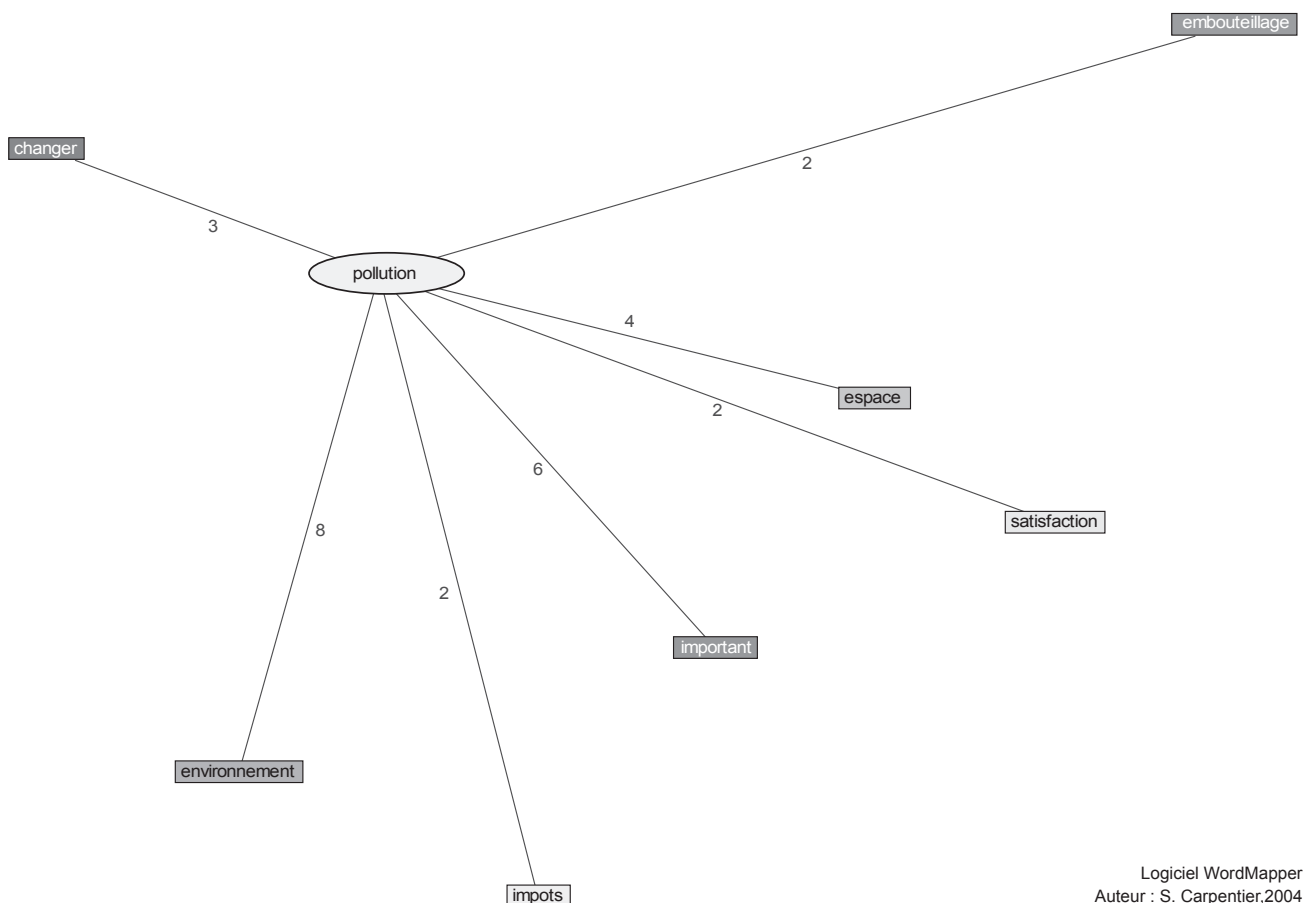 embouteillage
changer
2
3
pollution
4
espace
2
6
satisfaction
8
2
important
environnement
impots
Logiciel WordMapper
Auteur : S. Carpentier,2004